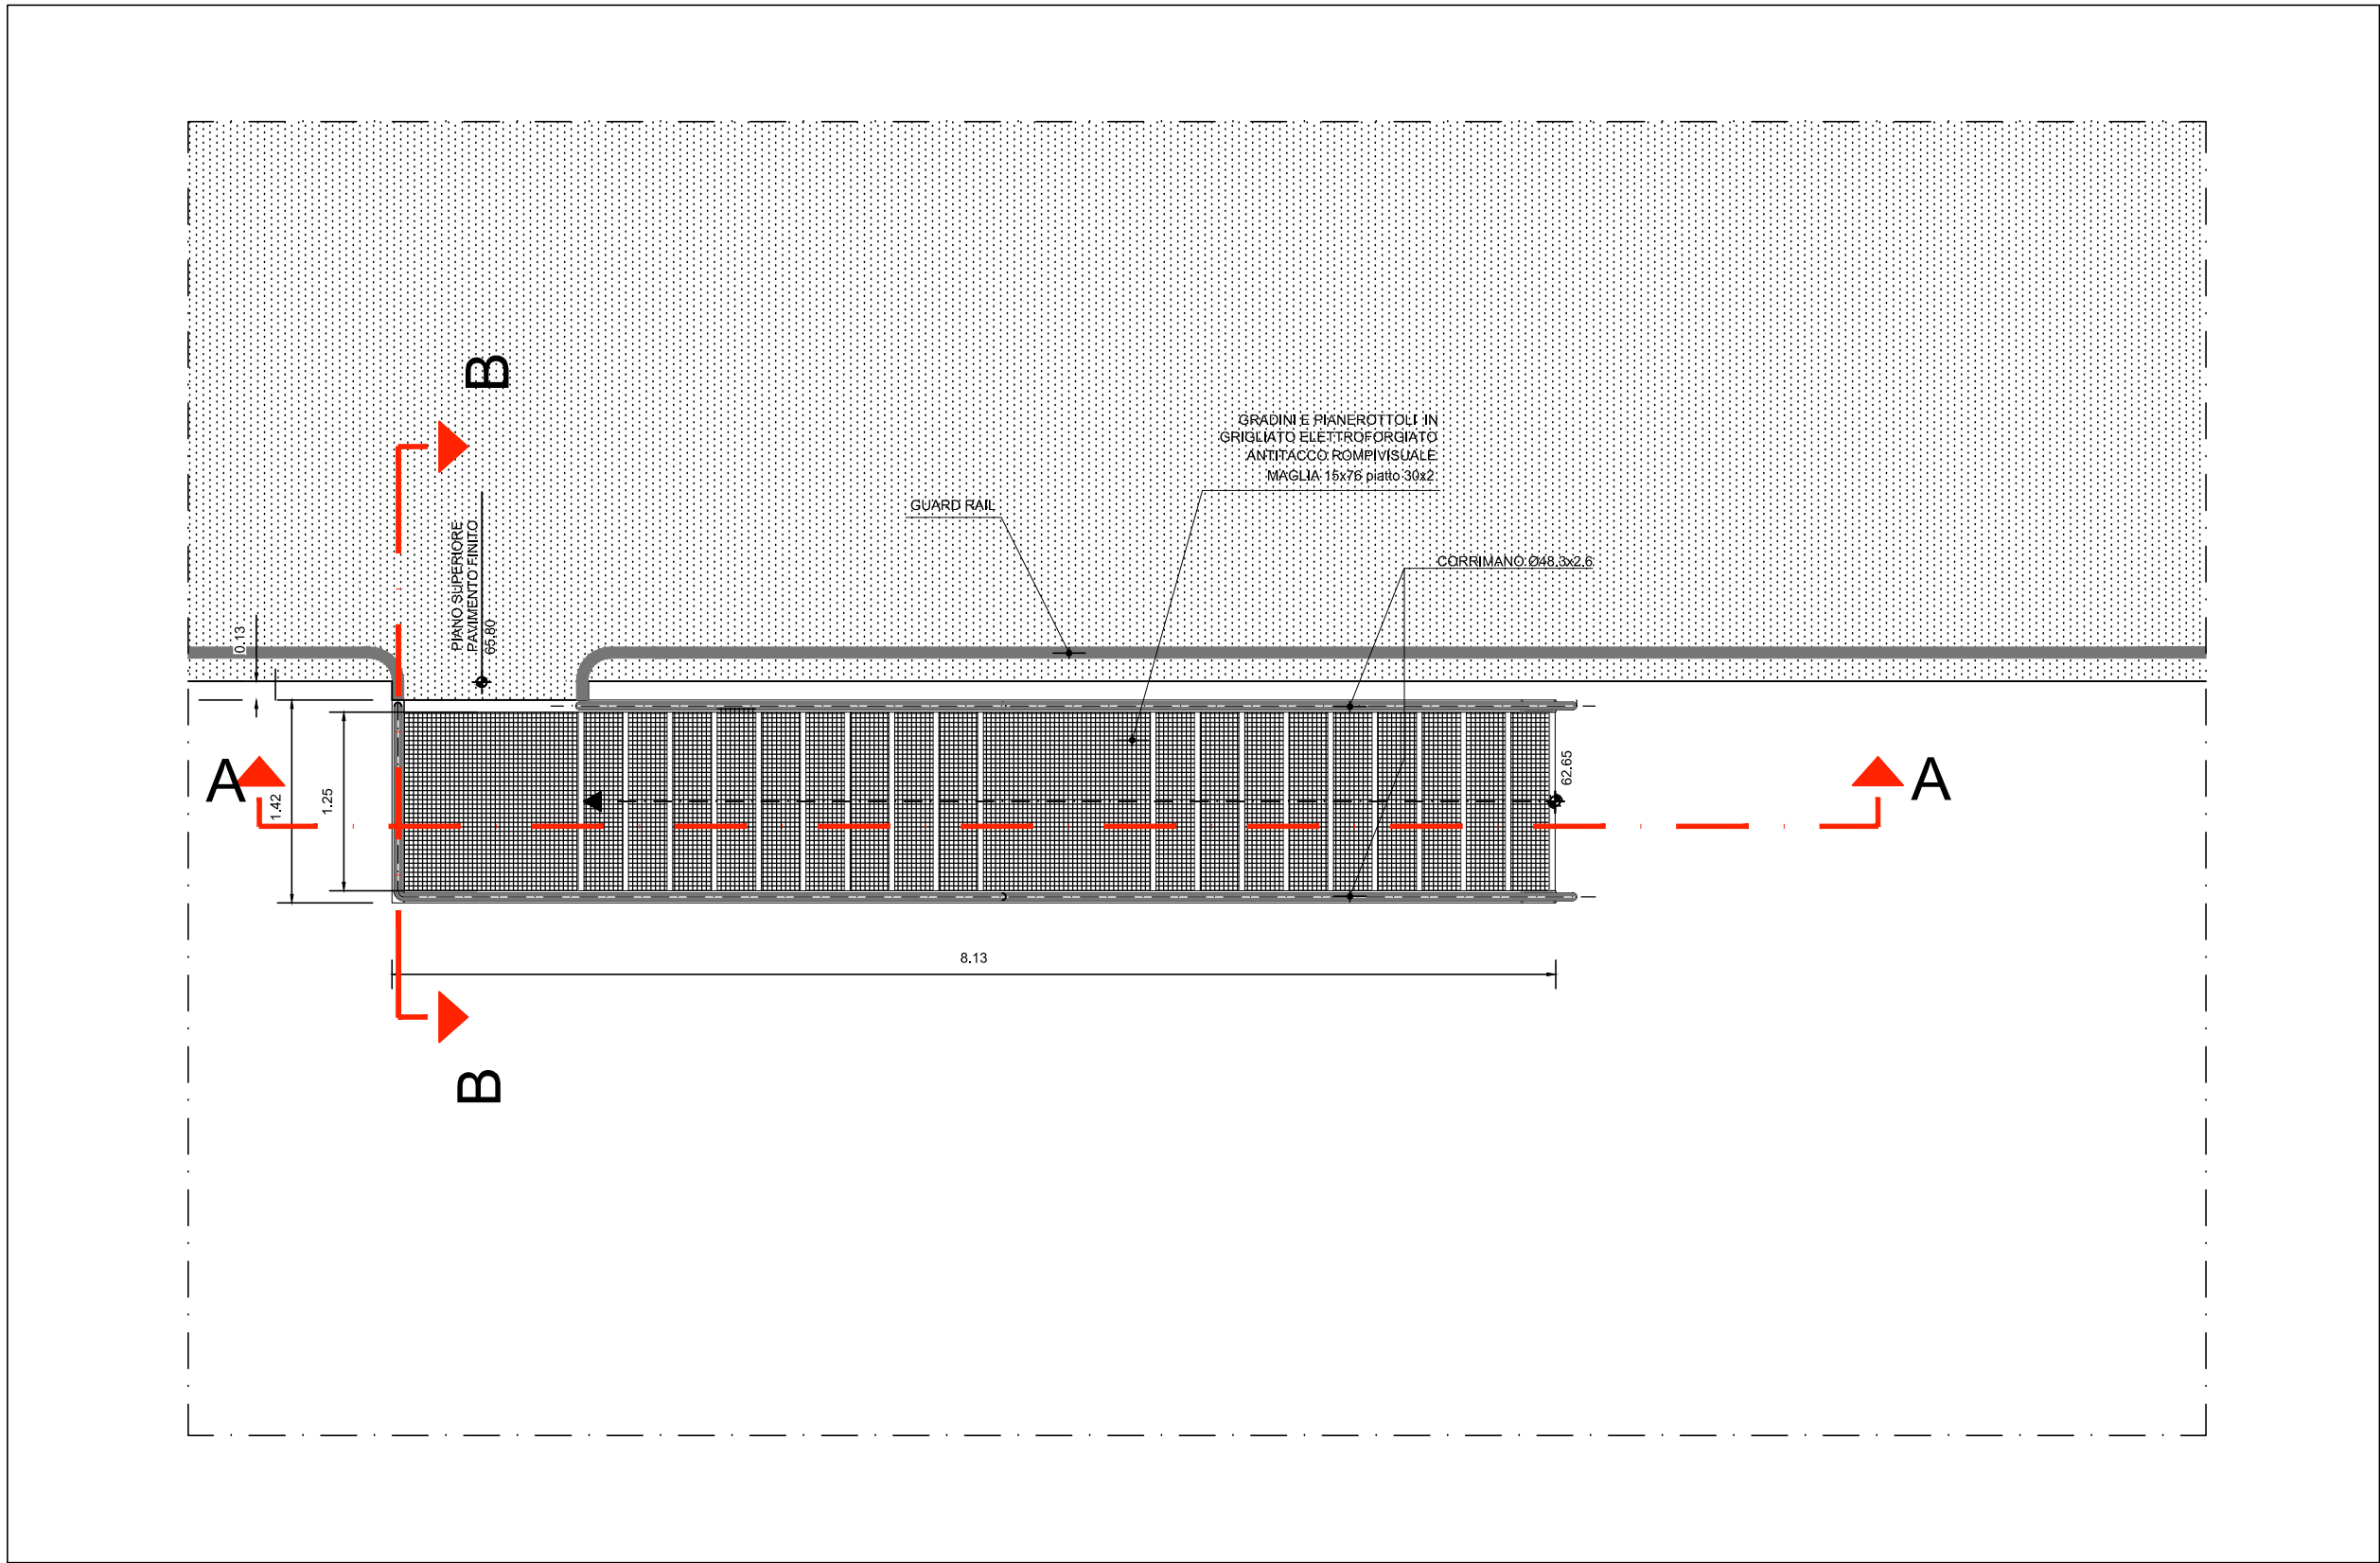 B
GRADINI E PIANEROTTOLI IN
GRIGLIATO ELETTROFORGIATO
ANTITACCO ROMPIVISUALE
MAGLIA 15x76 piatto 30x2
GUARD RAIL
CORRIMANO Ø48.3x2.6
PIANO SUPERIORE
PAVIMENTO FINITO
65.80
0.13
A
1.42
1.25
62.65
A
8.13
B